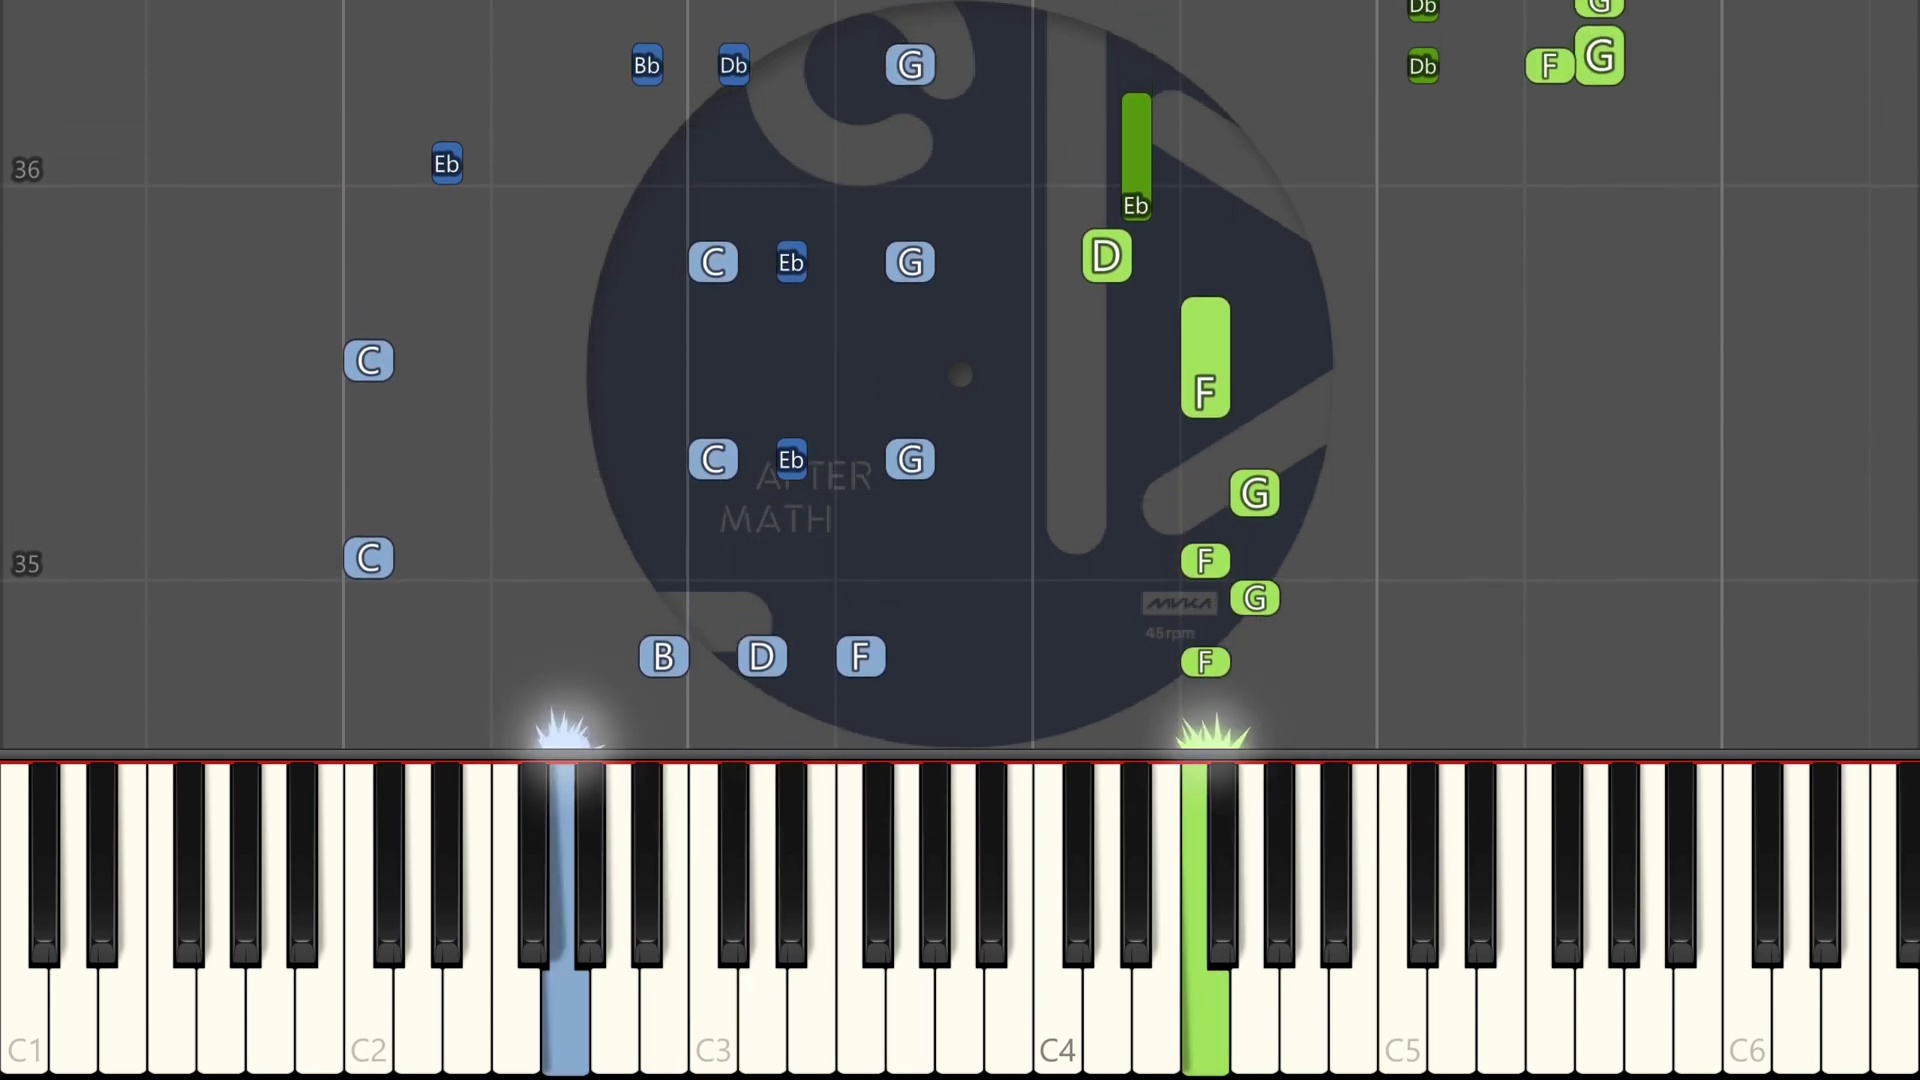 Db G
Bb Db G Db F G
36 Eb Eb
C Eb G D
C F
C Eb G G
AFTER
MATH
35 C F
MVKA G
45rpm
B D F F
C1 C2 C3 C4 C5 C6